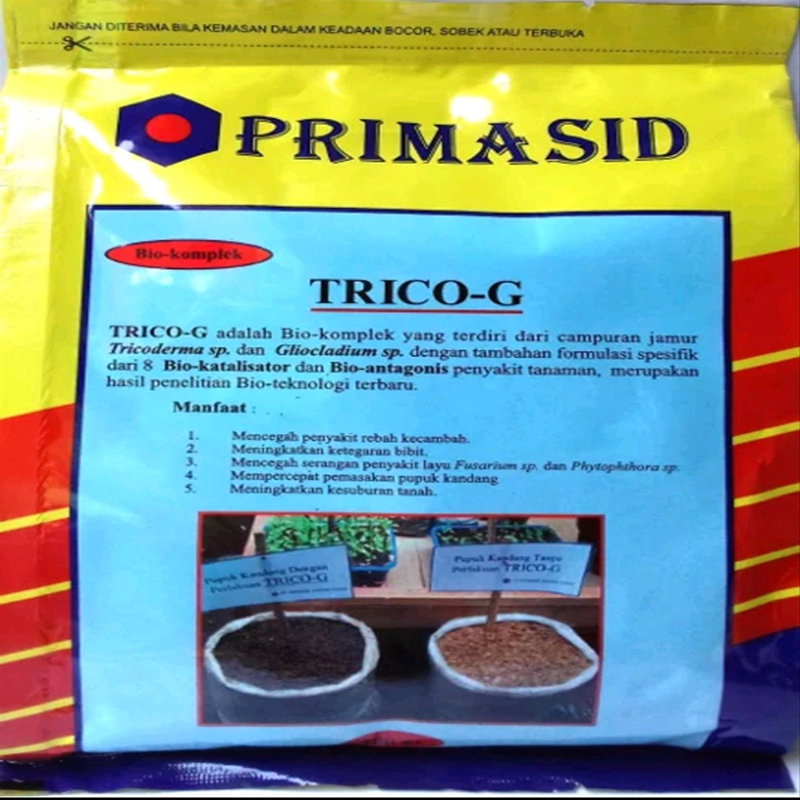 JANGAN DITERIMA BILA KEMASAN DALAM KEADAAN BOCOR, SOBEK ATAU TERBUKA
PRIMASID
Bio-komplek
TRICO-G
TRICO-G adalah Bio-komplek yang terdiri dari campuran jamur
Tricoderma sp. dan Gliocladium sp. dengan tambahan formulasi spesifik
dari 8 Bio-katalisator dan Bio-antagonis penyakit tanaman, merupakan
hasil penelitian Bio-teknologi terbaru.
Manfaat :
1. Mencegah penyakit rebah kecambah.
2. Meningkatkan ketegaran bibit.
3. Mencegah serangan penyakit layu Fusarium sp. dan Phytophthora sp.
4. Mempercepat pemasakan pupuk kandang
5. Meningkatkan kesuburan tanah.
Pupuk Kandang Dengan
Perlakuan TRICO-G
Pupuk Kandang Tanpa
Perlakuan TRICO-G